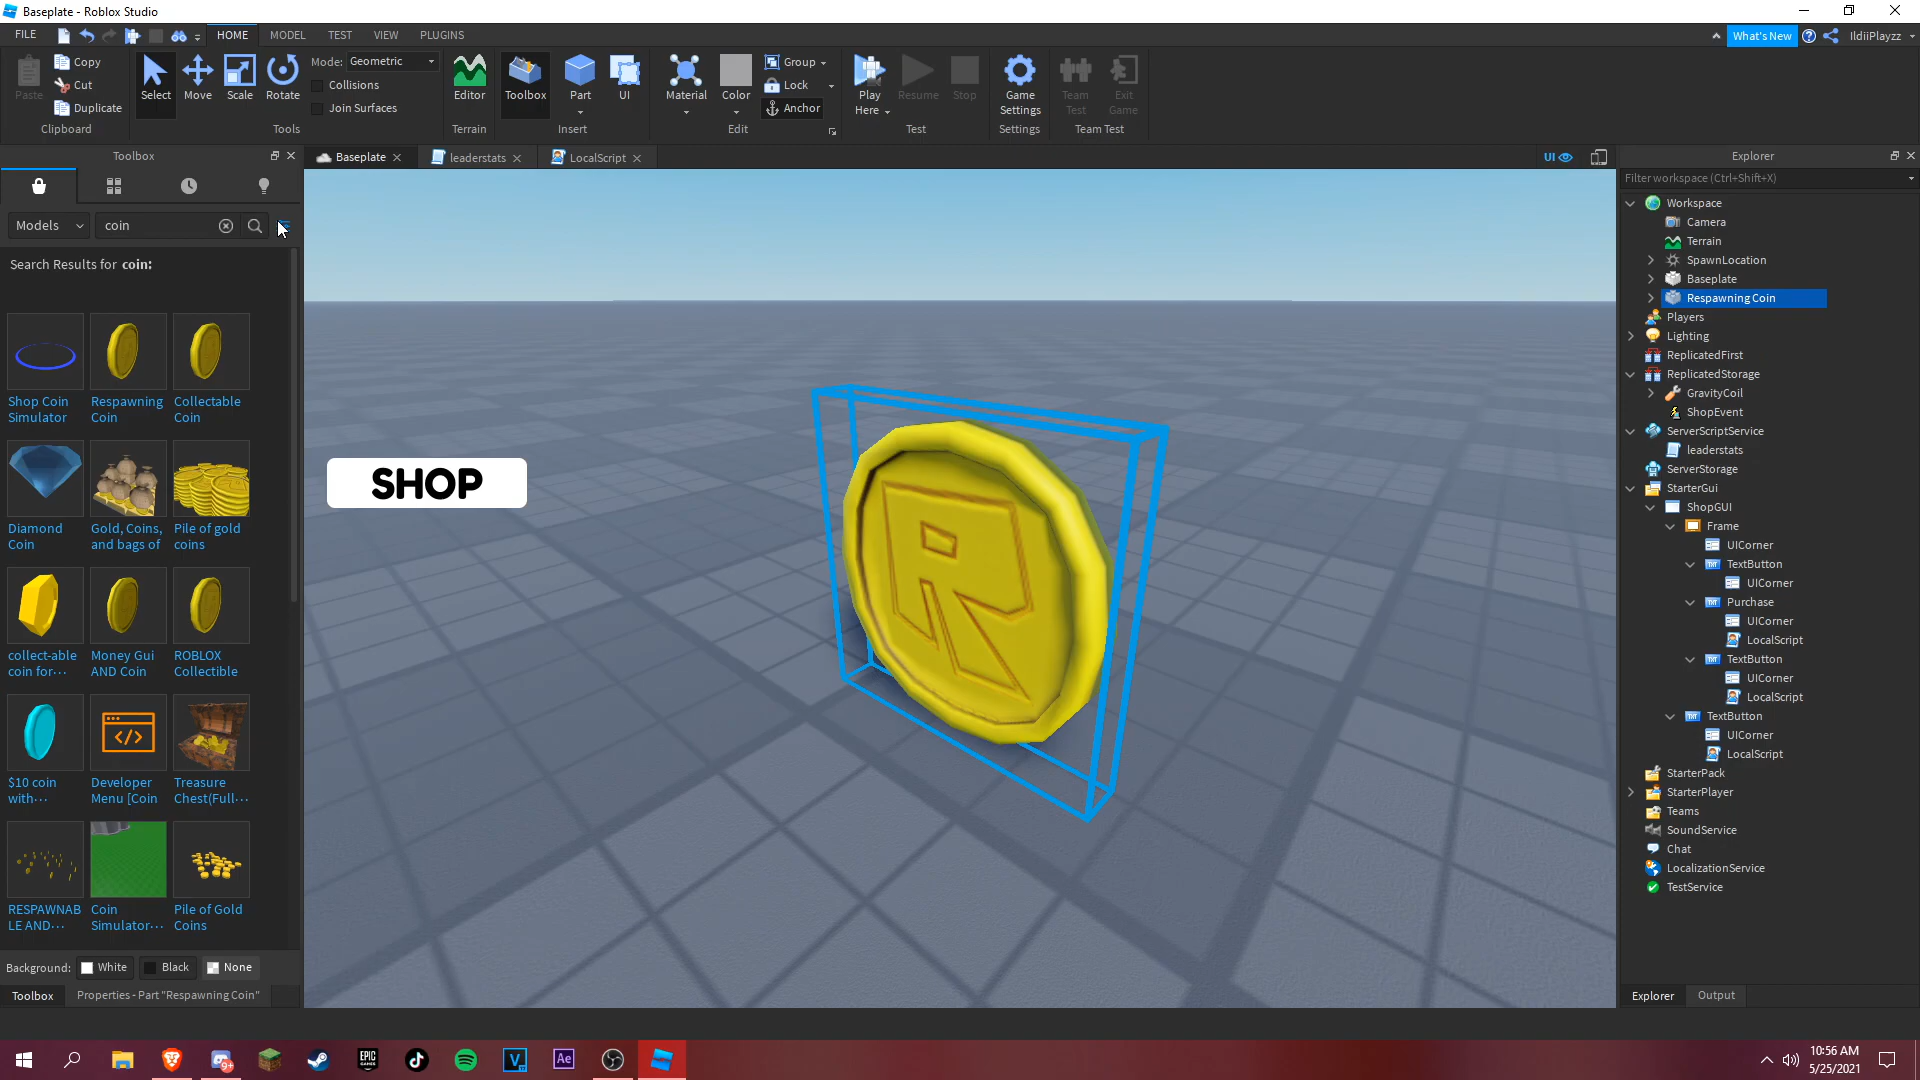 Baseplate - Roblox Studio
FILE HOME MODEL TEST VIEW PLUGINS What's New IldiiPlayzz
Paste Copy Cut Duplicate Clipboard
Select Move Scale Rotate Mode: Geometric Collisions Join Surfaces Tools
Editor Terrain
Toolbox Part UI Insert
Material Color Group Lock Anchor Edit
Play Here Resume Stop Test
Game Settings Settings
Team Test Exit Game Team Test
Toolbox
Models coin
Search Results for coin:
Shop Coin Simulator
Respawning Coin
Collectable Coin
Diamond Coin
Gold, Coins, and bags of
Pile of gold coins
collect-able coin for...
Money Gui AND Coin
ROBLOX Collectible
$10 coin with...
Developer Menu [Coin
Treasure Chest(Full...
RESPAWNAB LE AND...
Coin Simulator...
Pile of Gold Coins
Background: White Black None
Toolbox Properties - Part "Respawning Coin"
Baseplate leaderstats LocalScript UI
SHOP
R
Explorer
Filter workspace (Ctrl+Shift+X)
Workspace
Camera
Terrain
SpawnLocation
Baseplate
Respawning Coin
Players
Lighting
ReplicatedFirst
ReplicatedStorage
GravityCoil
ShopEvent
ServerScriptService
leaderstats
ServerStorage
StarterGui
ShopGUI
Frame
UICorner
TextButton
UICorner
Purchase
UICorner
LocalScript
TextButton
UICorner
LocalScript
TextButton
UICorner
LocalScript
StarterPack
StarterPlayer
Teams
SoundService
Chat
LocalizationService
TestService
Explorer Output
9+
EPIC GAMES
V
Ae
10:56 AM
5/25/2021